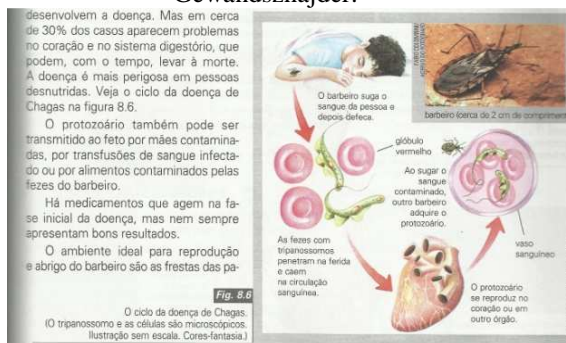 Gewandsznajder.
desenvolvem a doença. Mas em cerca
de 30% dos casos aparecem problemas
no coração e no sistema digestório, que
podem, com o tempo, levar à morte.
A doença é mais perigosa em pessoas
desnutridas. Veja o ciclo da doença de
Chagas na figura 8.6.
O protozoário também pode ser
transmitido ao feto por mães contamina-
das, por transfusões de sangue infecta-
do ou por alimentos contaminados pelas
fezes do barbeiro.
Há medicamentos que agem na fa-
se inicial da doença, mas nem sempre
apresentam bons resultados.
O ambiente ideal para reprodução
e abrigo do barbeiro são as frestas das pa-
Fig. 8.6
O ciclo da doença de Chagas.
(O tripanossomo e as células são microscópicos.
Ilustração sem escala. Cores-fantasia.)
O barbeiro suga o
sangue da pessoa e
depois defeca.
barbeiro (cerca de 2 cm de compriment
glóbulo
vermelho
Ao sugar o
sangue
contaminado,
outro barbeiro
adquire o
protozoário.
vaso
sanguíneo
As fezes com
tripanossomos
penetram na ferida
e caem
na circulação
sanguínea.
O protozoário
se reproduz no
coração ou em
outro órgão.